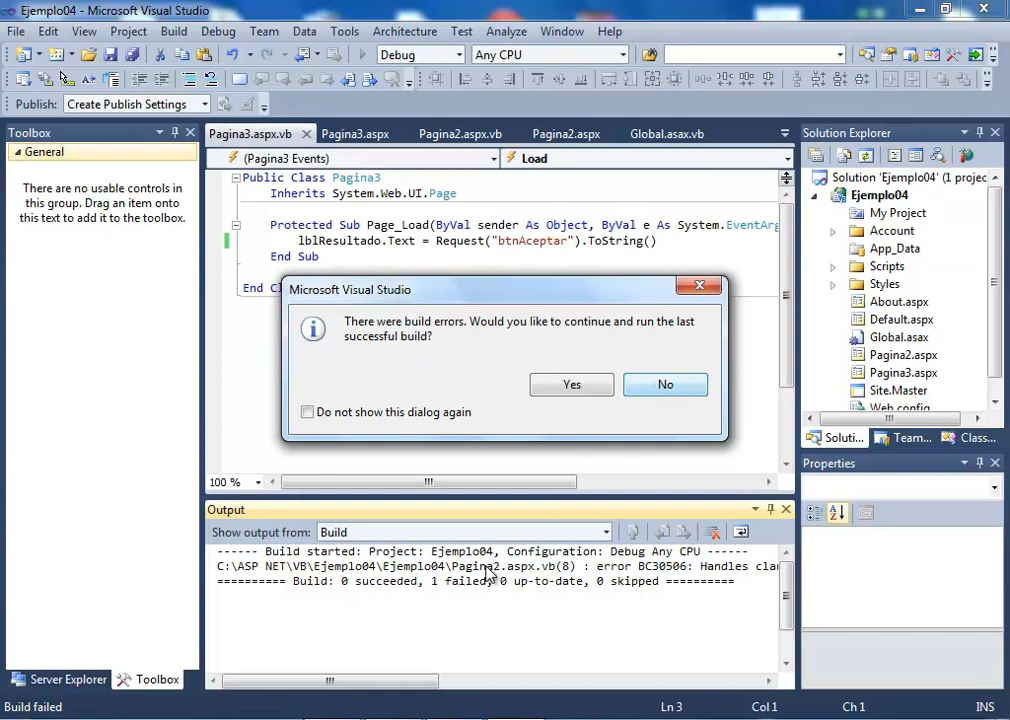 Ejemplo04 - Microsoft Visual Studio
File Edit View Project Build Debug Team Data Tools Architecture Test Analyze Window Help
Debug Any CPU
Publish: Create Publish Settings
Toolbox
General
There are no usable controls in
this group. Drag an item onto
this text to add it to the toolbox.
Server Explorer Toolbox
Pagina3.aspx.vb Pagina3.aspx Pagina2.aspx.vb Pagina2.aspx Global.asax.vb
(Pagina3 Events) Load
Public Class Pagina3
Inherits System.Web.UI.Page
Protected Sub Page_Load(ByVal sender As Object, ByVal e As System.EventArg
lblResultado.Text = Request("btnAceptar").ToString()
End Sub
End Cl
100 %
Microsoft Visual Studio
There were build errors. Would you like to continue and run the last
successful build?
Yes No
Do not show this dialog again
Output
Show output from: Build
------ Build started: Project: Ejemplo04, Configuration: Debug Any CPU ------
C:\ASP NET\VB\Ejemplo04\Ejemplo04\Pagina2.aspx.vb(8) : error BC30506: Handles clau
========== Build: 0 succeeded, 1 failed, 0 up-to-date, 0 skipped ==========
Solution Explorer
Solution 'Ejemplo04' (1 projec
Ejemplo04
My Project
Account
App_Data
Scripts
Styles
About.aspx
Default.aspx
Global.asax
Pagina2.aspx
Pagina3.aspx
Site.Master
Web.config
Soluti... Team... Class...
Properties
Build failed Ln 3 Col 1 Ch 1 INS